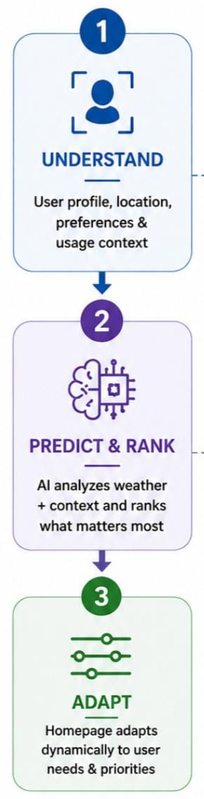 1
UNDERSTAND
User profile, location,
preferences &
usage context
2
PREDICT & RANK
AI analyzes weather
+ context and ranks
what matters most
3
ADAPT
Homepage adapts
dynamically to user
needs & priorities